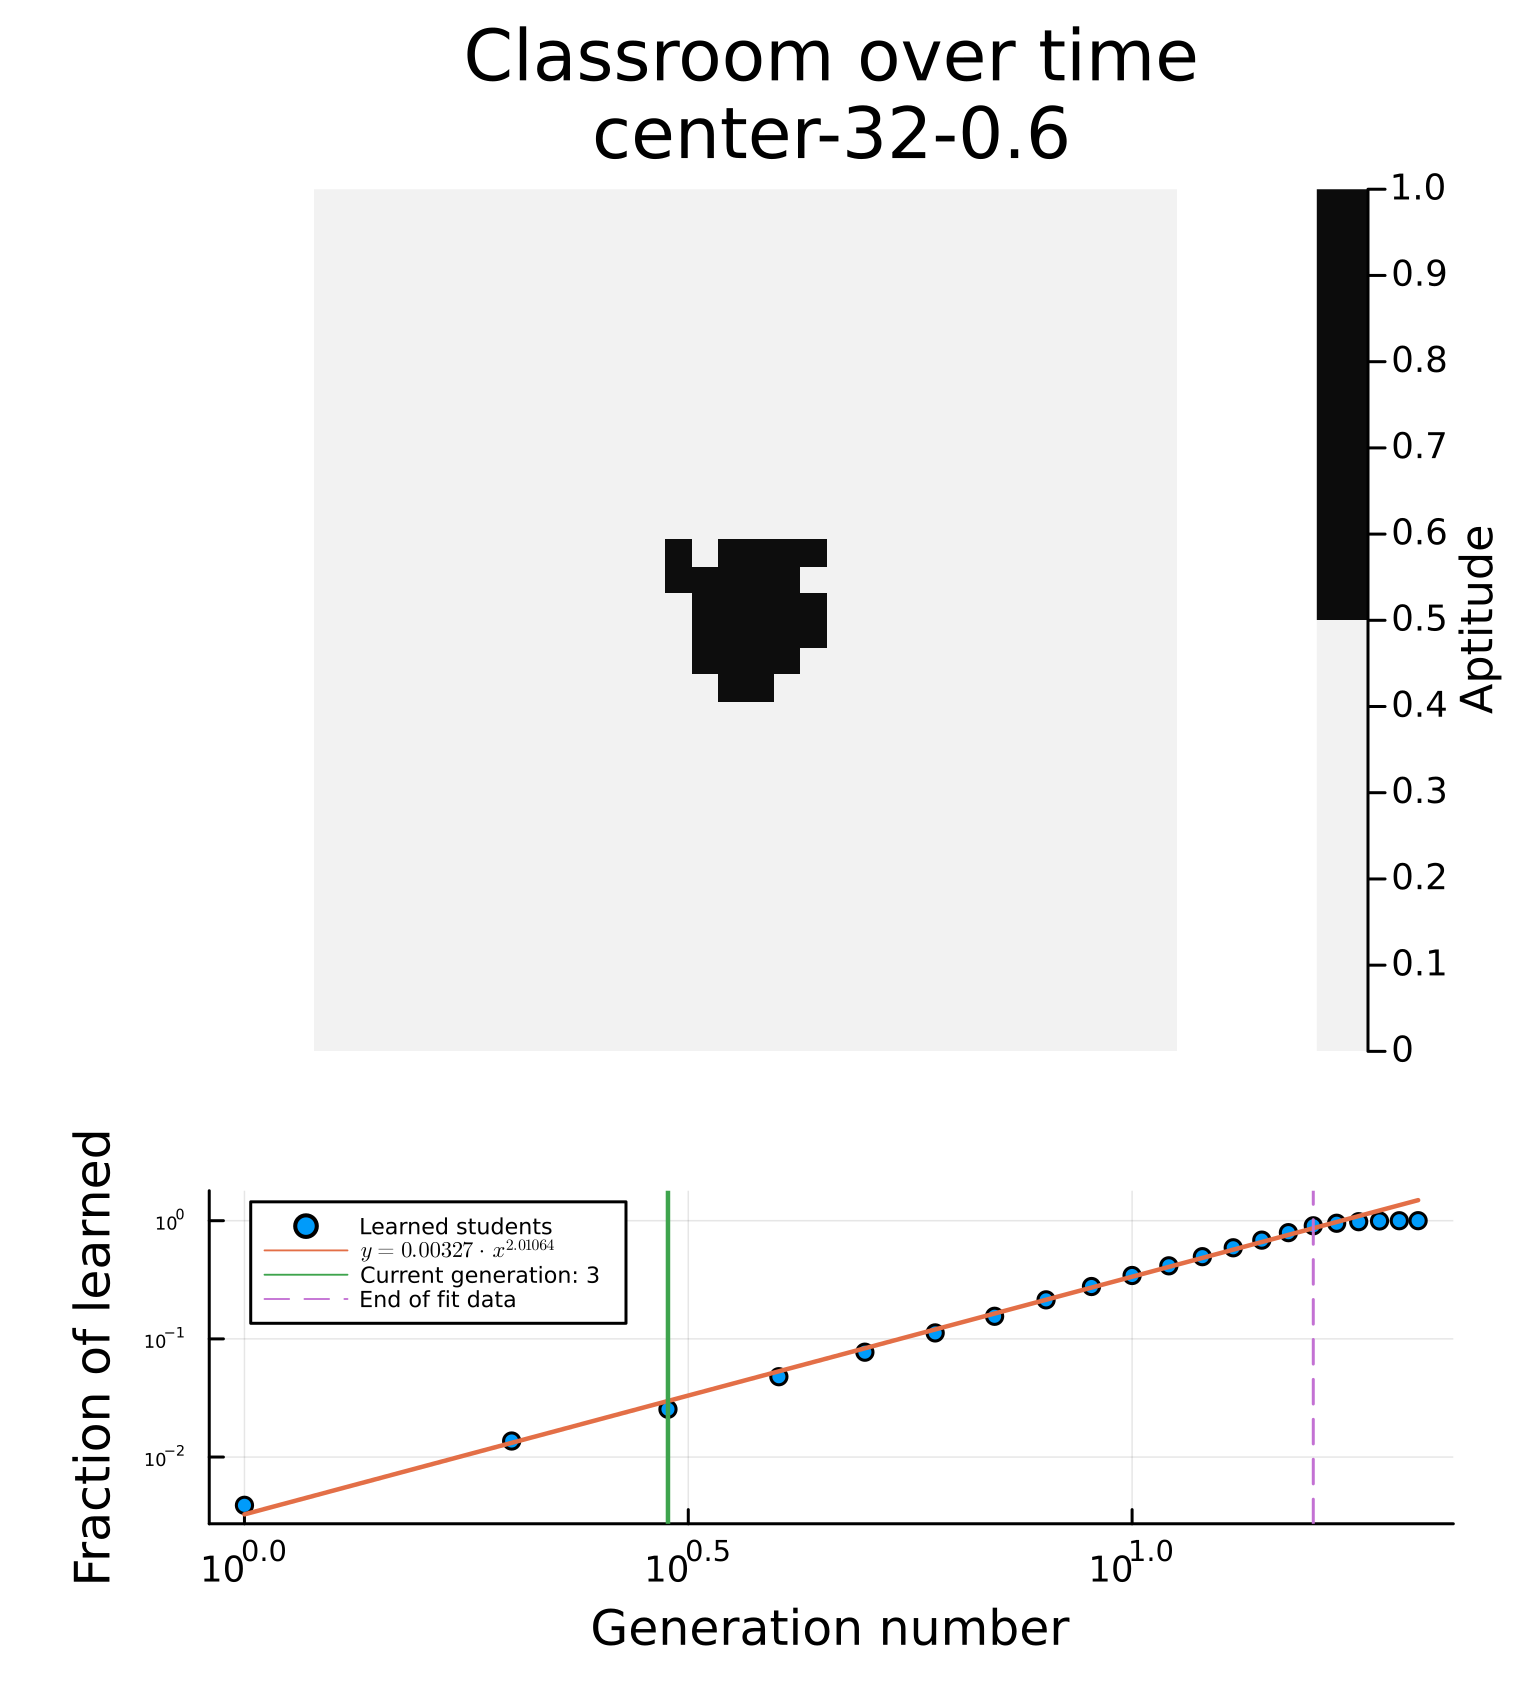 Classroom over time
center-32-0.6
1.0
0.9
0.8
0.7
0.6
0.5
0.4
0.3
0.2
0.1
0
Aptitude
Fraction of learned
10⁰
10⁻¹
10⁻²
Learned students
y = 0.00327 · x^2.01064
Current generation: 3
End of fit data
10^0.0
10^0.5
10^1.0
Generation number